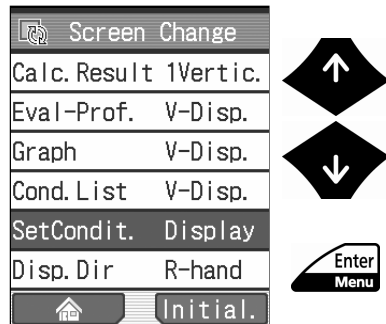 Screen Change
Calc.Result 1Vertic.
Eval-Prof. V-Disp.
Graph V-Disp.
Cond.List V-Disp.
SetCondit. Display
Disp.Dir R-hand
Initial.
Enter
Menu